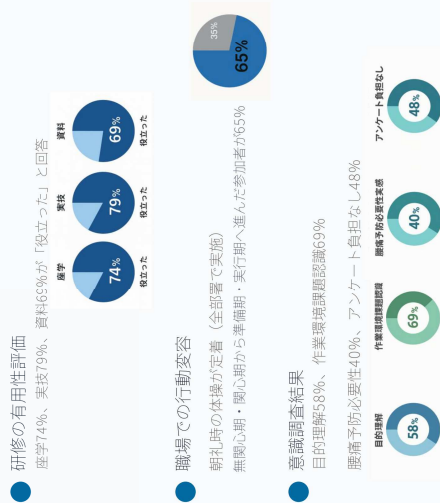 研修の有用性評価
座学74%、実技79%、資料69%が「役立った」と回答
座学 実技 資料
74% 79% 69%
役立った 役立った 役立った
職場での行動変容
朝礼時の体操が定着（全部署で実施）
無関心期・関心期から準備期・実行期へ進んだ参加者が65%
35%
65%
意識調査結果
目的理解58%、作業環境課題認識69%
腰痛予防必要性40%、アンケート負担なし48%
目的理解 作業環境課題認識 腰痛予防必要性実感 アンケート負担なし
58% 69% 40% 48%